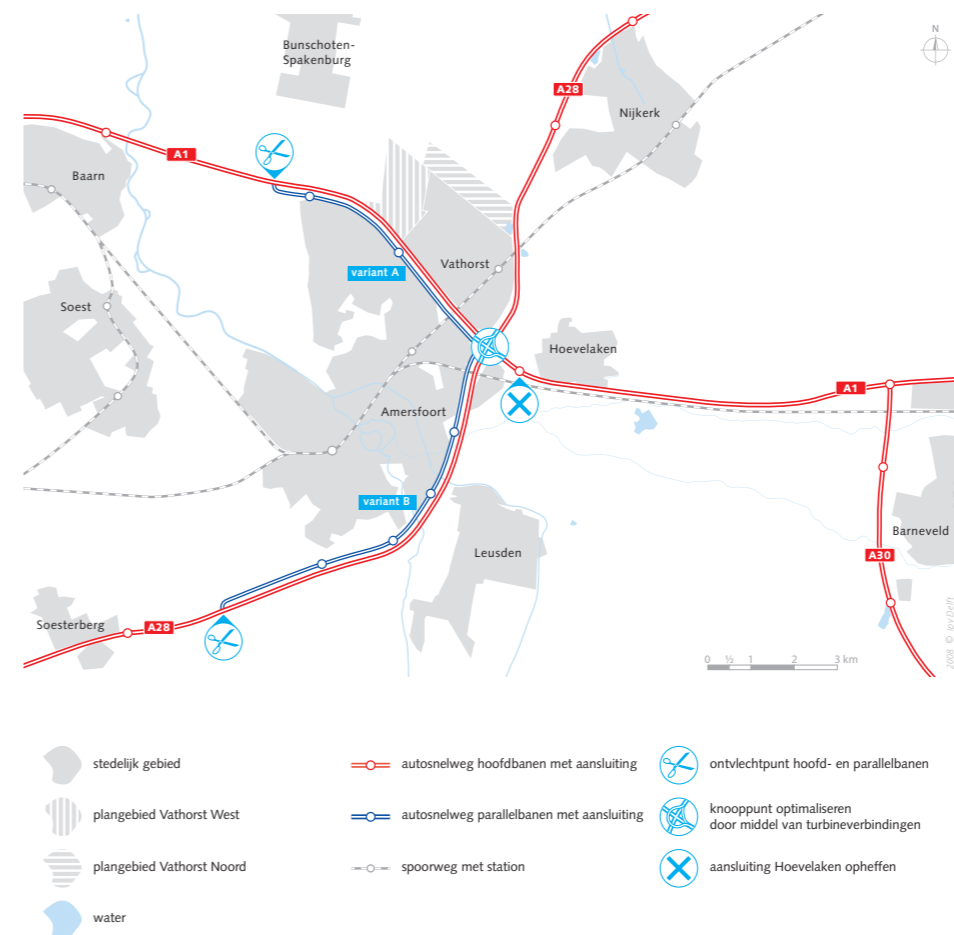 Bunschoten-
Spakenburg
N
A28
Nijkerk
A1
Baarn
Vathorst
variant A
Soest
Hoevelaken
A1
Amersfoort
variant B
Leusden
Barneveld
A30
Soesterberg
A28
0 ½ 1 2 3 km
2008 © Ipv Delft
stedelijk gebied
autosnelweg hoofdbanen met aansluiting
ontvlechtpunt hoofd- en parallelbanen
plangebied Vathorst West
autosnelweg parallelbanen met aansluiting
knooppunt optimaliseren
door middel van turbineverbindingen
plangebied Vathorst Noord
spoorweg met station
aansluiting Hoevelaken opheffen
water